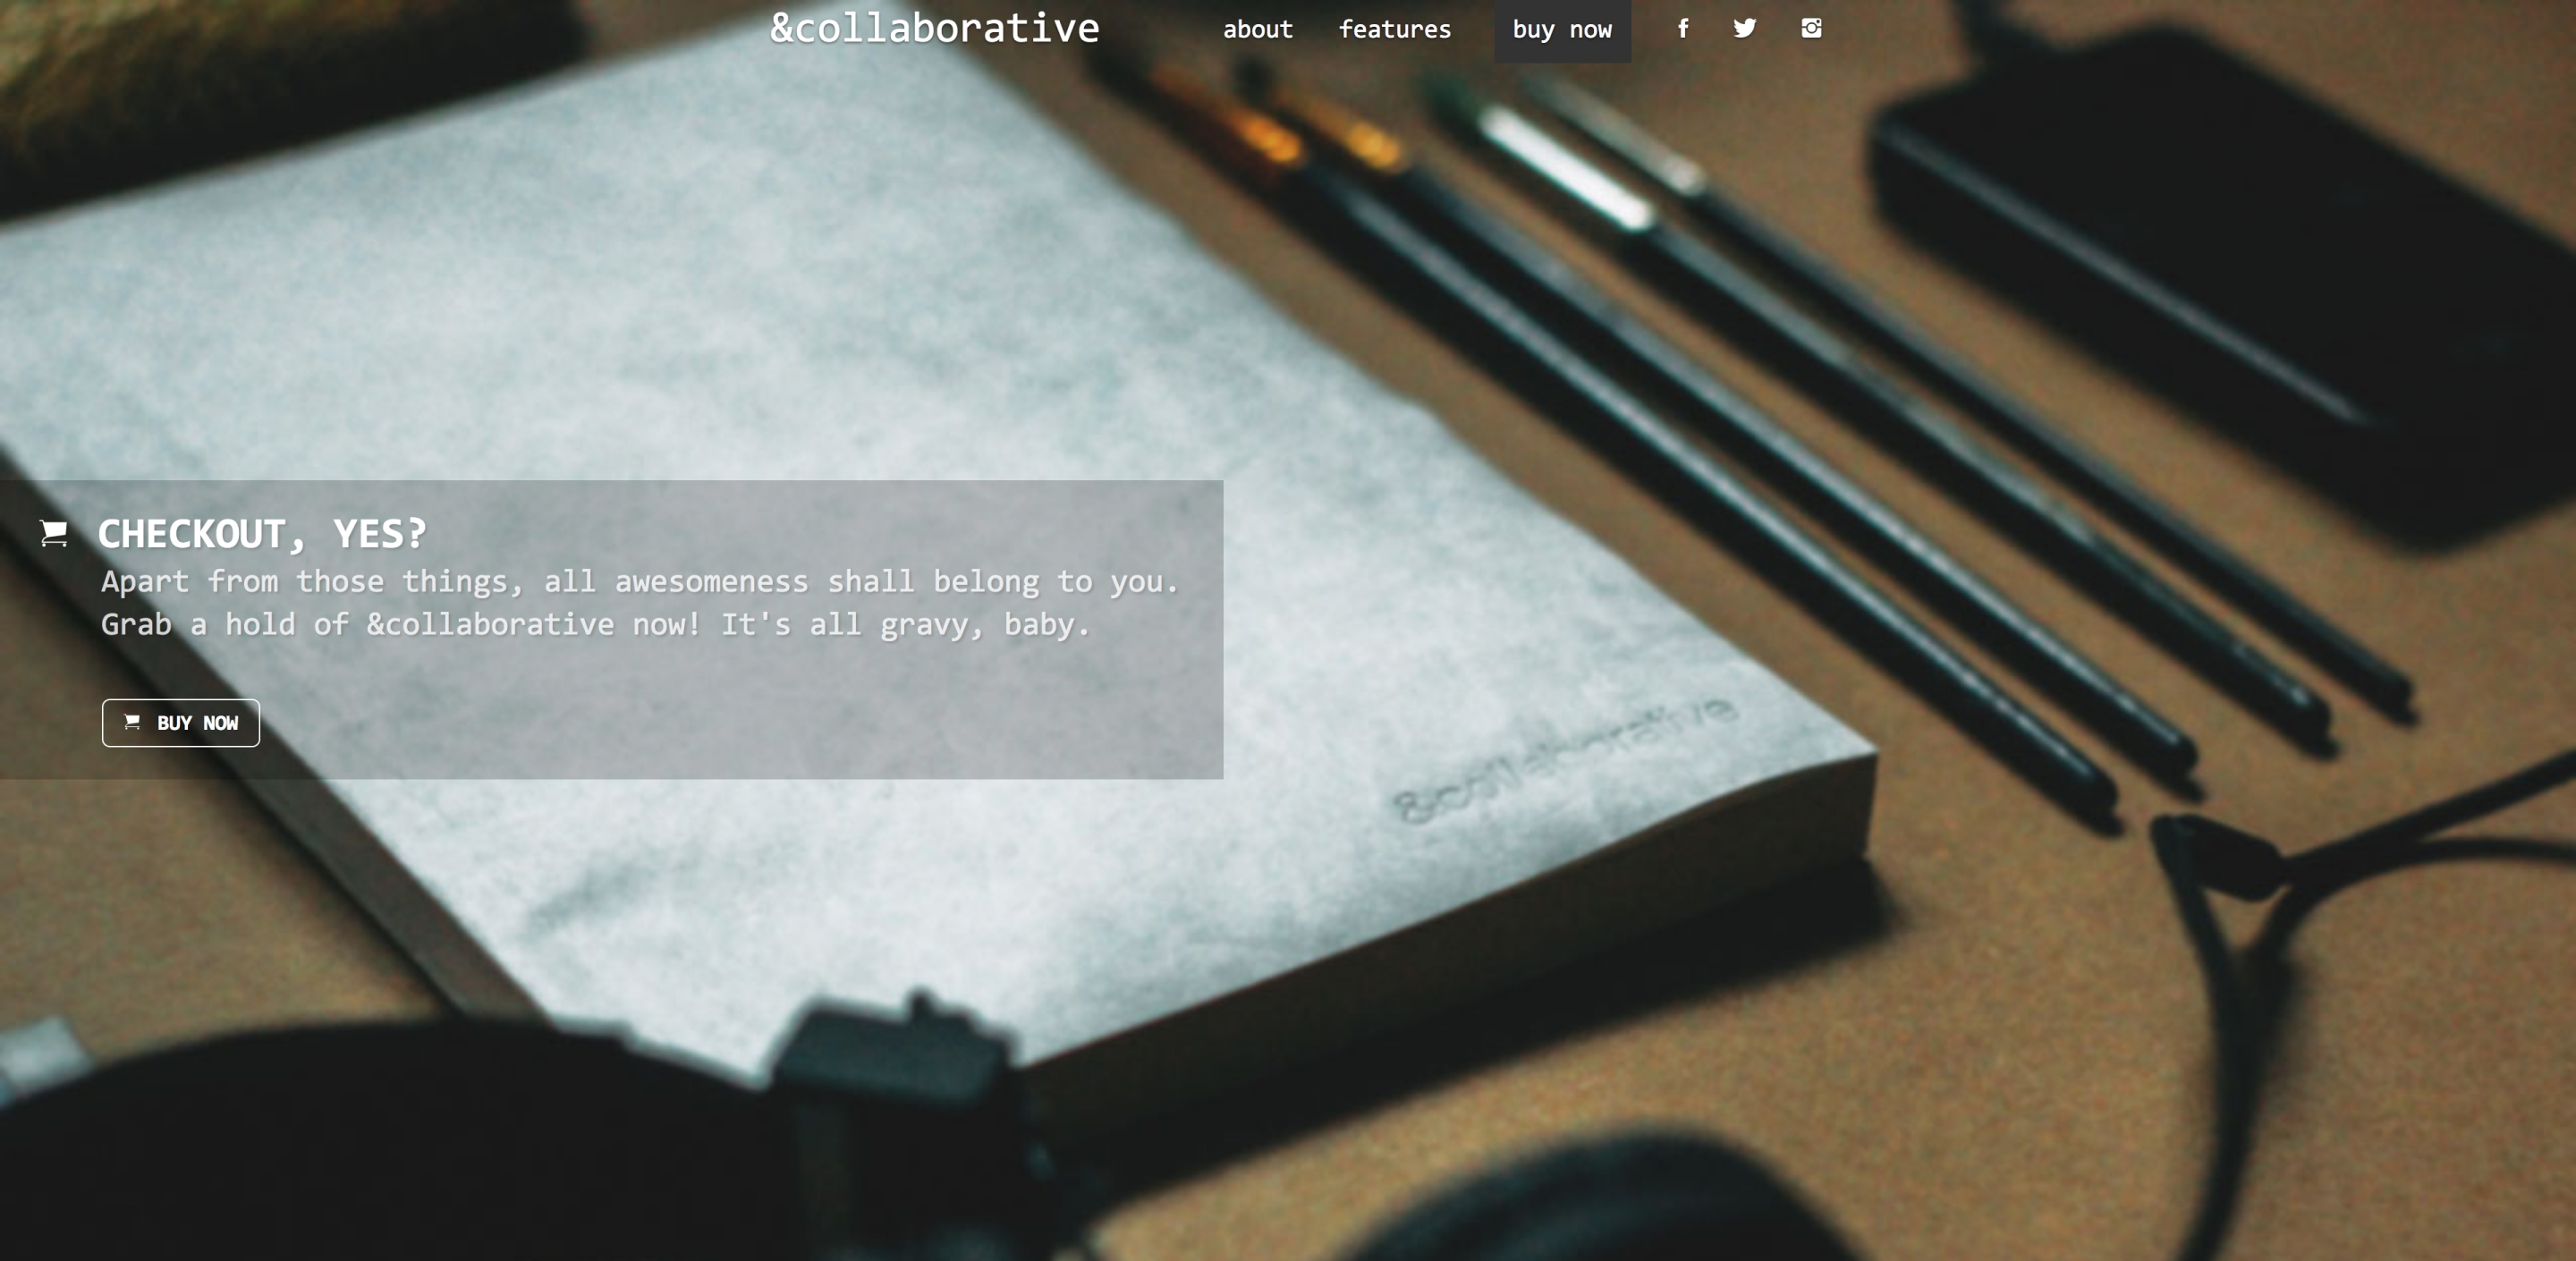 &collaborative
about features buy now
CHECKOUT, YES?
Apart from those things, all awesomeness shall belong to you.
Grab a hold of &collaborative now! It's all gravy, baby.
BUY NOW
&collaborative